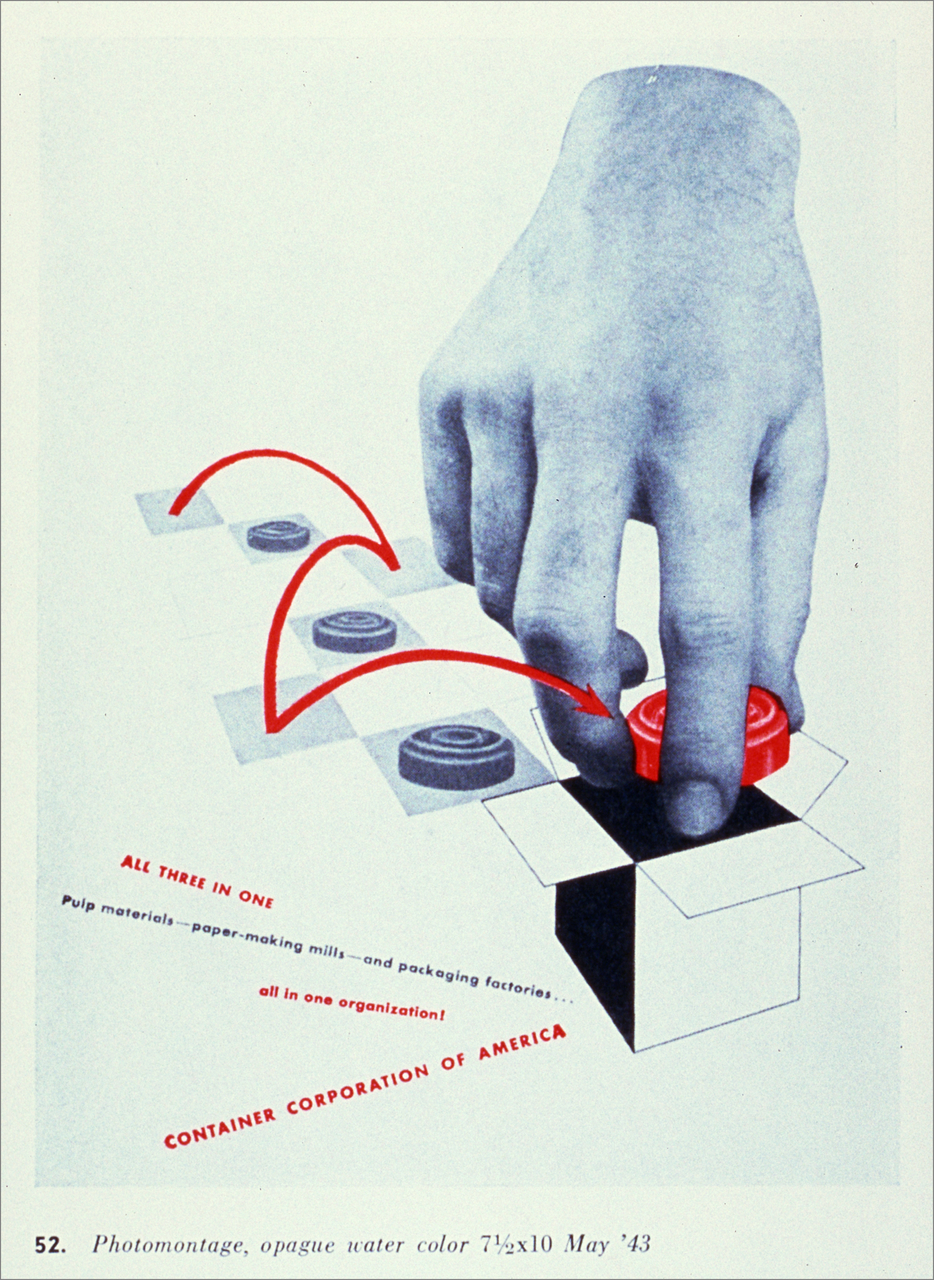 ALL THREE IN ONE
Pulp materials—paper-making mills—and packaging factories...
all in one organization!
CONTAINER CORPORATION OF AMERICA
52. Photomontage, opague water color 7½x10 May '43